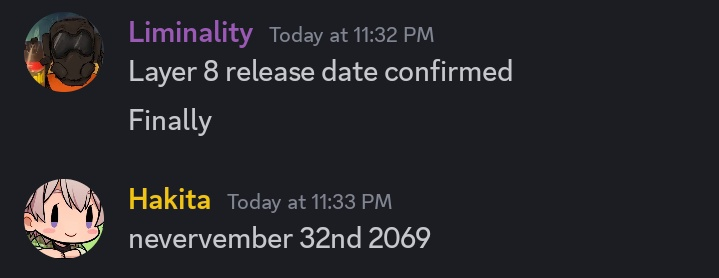 Liminality Today at 11:32 PM
Layer 8 release date confirmed
Finally
Hakita Today at 11:33 PM
nevervember 32nd 2069